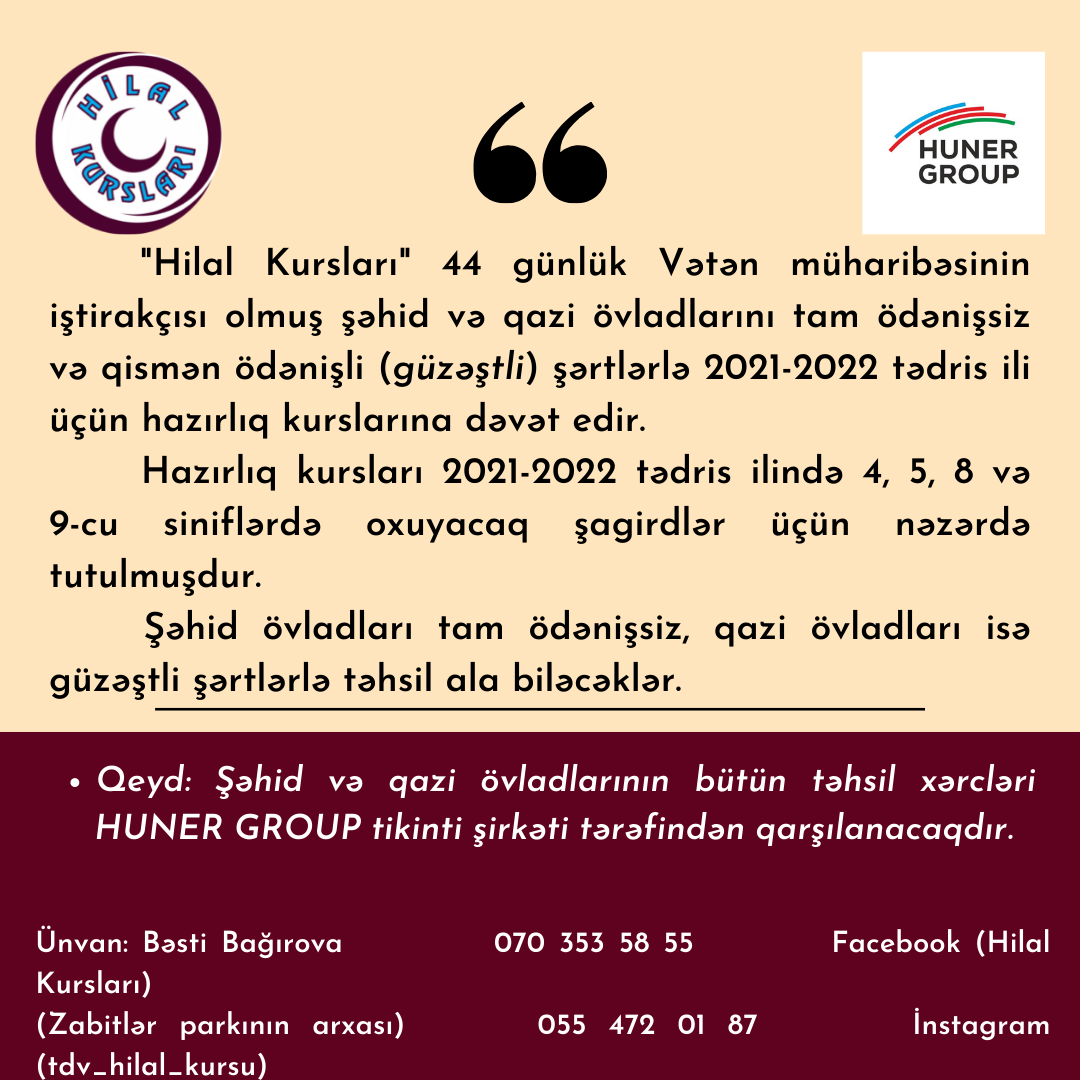 HİLAL
KURSLARI
HUNER
GROUP
"Hilal Kursları" 44 günlük Vətən müharibəsinin
iştirakçısı olmuş şəhid və qazi övladlarını tam ödənişsiz
və qismən ödənişli (güzəştli) şərtlərlə 2021-2022 tədris ili
üçün hazırlıq kurslarına dəvət edir.
Hazırlıq kursları 2021-2022 tədris ilində 4, 5, 8 və
9-cu siniflərdə oxuyacaq şagirdlər üçün nəzərdə
tutulmuşdur.
Şəhid övladları tam ödənişsiz, qazi övladları isə
güzəştli şərtlərlə təhsil ala biləcəklər.
• Qeyd: Şəhid və qazi övladlarının bütün təhsil xərcləri
HUNER GROUP tikinti şirkəti tərəfindən qarşılanacaqdır.
Ünvan: Bəsti Bağırova 070 353 58 55 Facebook (Hilal
Kursları)
(Zabitlər parkının arxası) 055 472 01 87 İnstagram
(tdv_hilal_kursu)